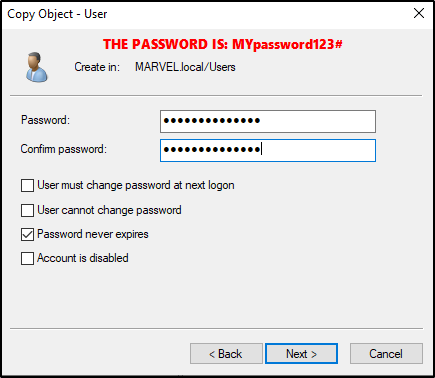 Copy Object - User
THE PASSWORD IS: MYpassword123#
Create in: MARVEL.local/Users
Password: ●●●●●●●●●●●●●●
Confirm password: ●●●●●●●●●●●●●●
User must change password at next logon
User cannot change password
Password never expires
Account is disabled
< Back Next > Cancel